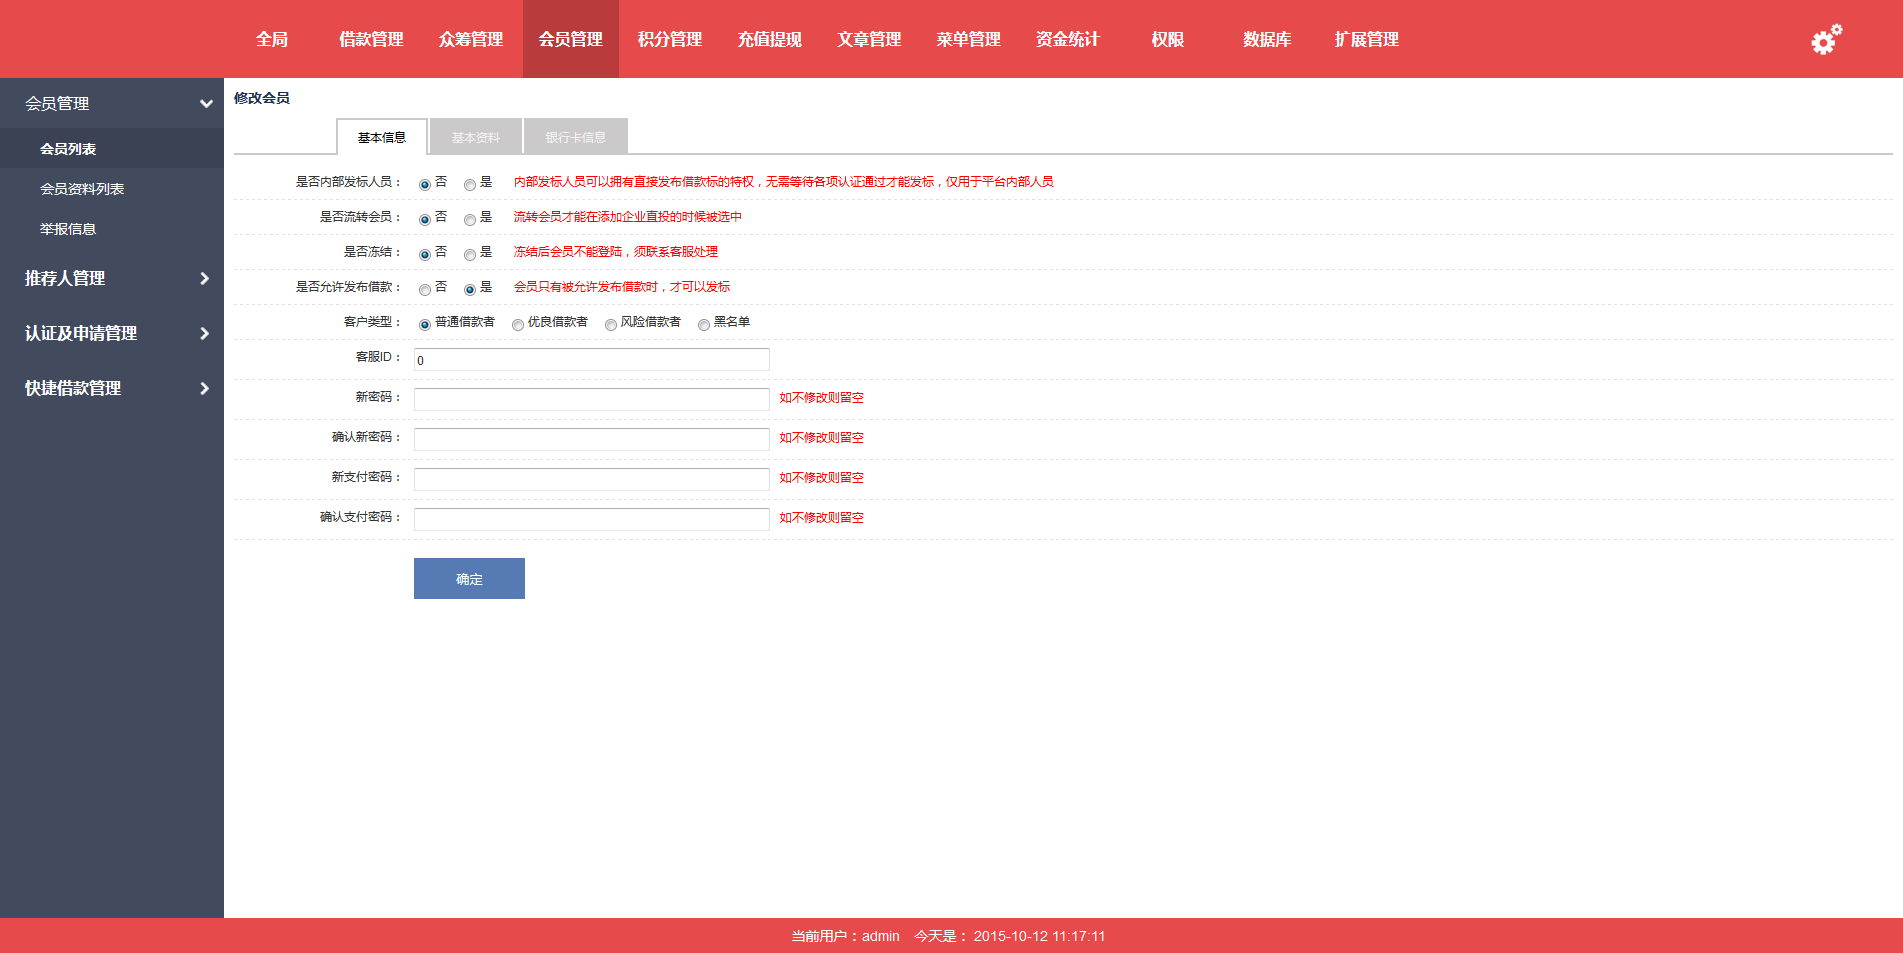 全局 借款管理 众筹管理 会员管理 积分管理 充值提现 文章管理 菜单管理 资金统计 权限 数据库 扩展管理
会员管理
会员列表
会员资料列表
举报信息
推荐人管理
认证及申请管理
快捷借款管理
修改会员
基本信息 基本资料 银行卡信息
是否内部发标人员： 否 是 内部发标人员可以拥有直接发布借款标的特权，无需等待各项认证通过才能发标，仅用于平台内部人员
是否流转会员： 否 是 流转会员才能在添加企业直投的时候被选中
是否冻结： 否 是 冻结后会员不能登陆，须联系客服处理
是否允许发布借款： 否 是 会员只有被允许发布借款时，才可以发标
客户类型： 普通借款者 优良借款者 风险借款者 黑名单
客服ID： 0
新密码： 如不修改则留空
确认新密码： 如不修改则留空
新支付密码： 如不修改则留空
确认支付密码： 如不修改则留空
确定
当前用户：admin 今天是： 2015-10-12 11:17:11